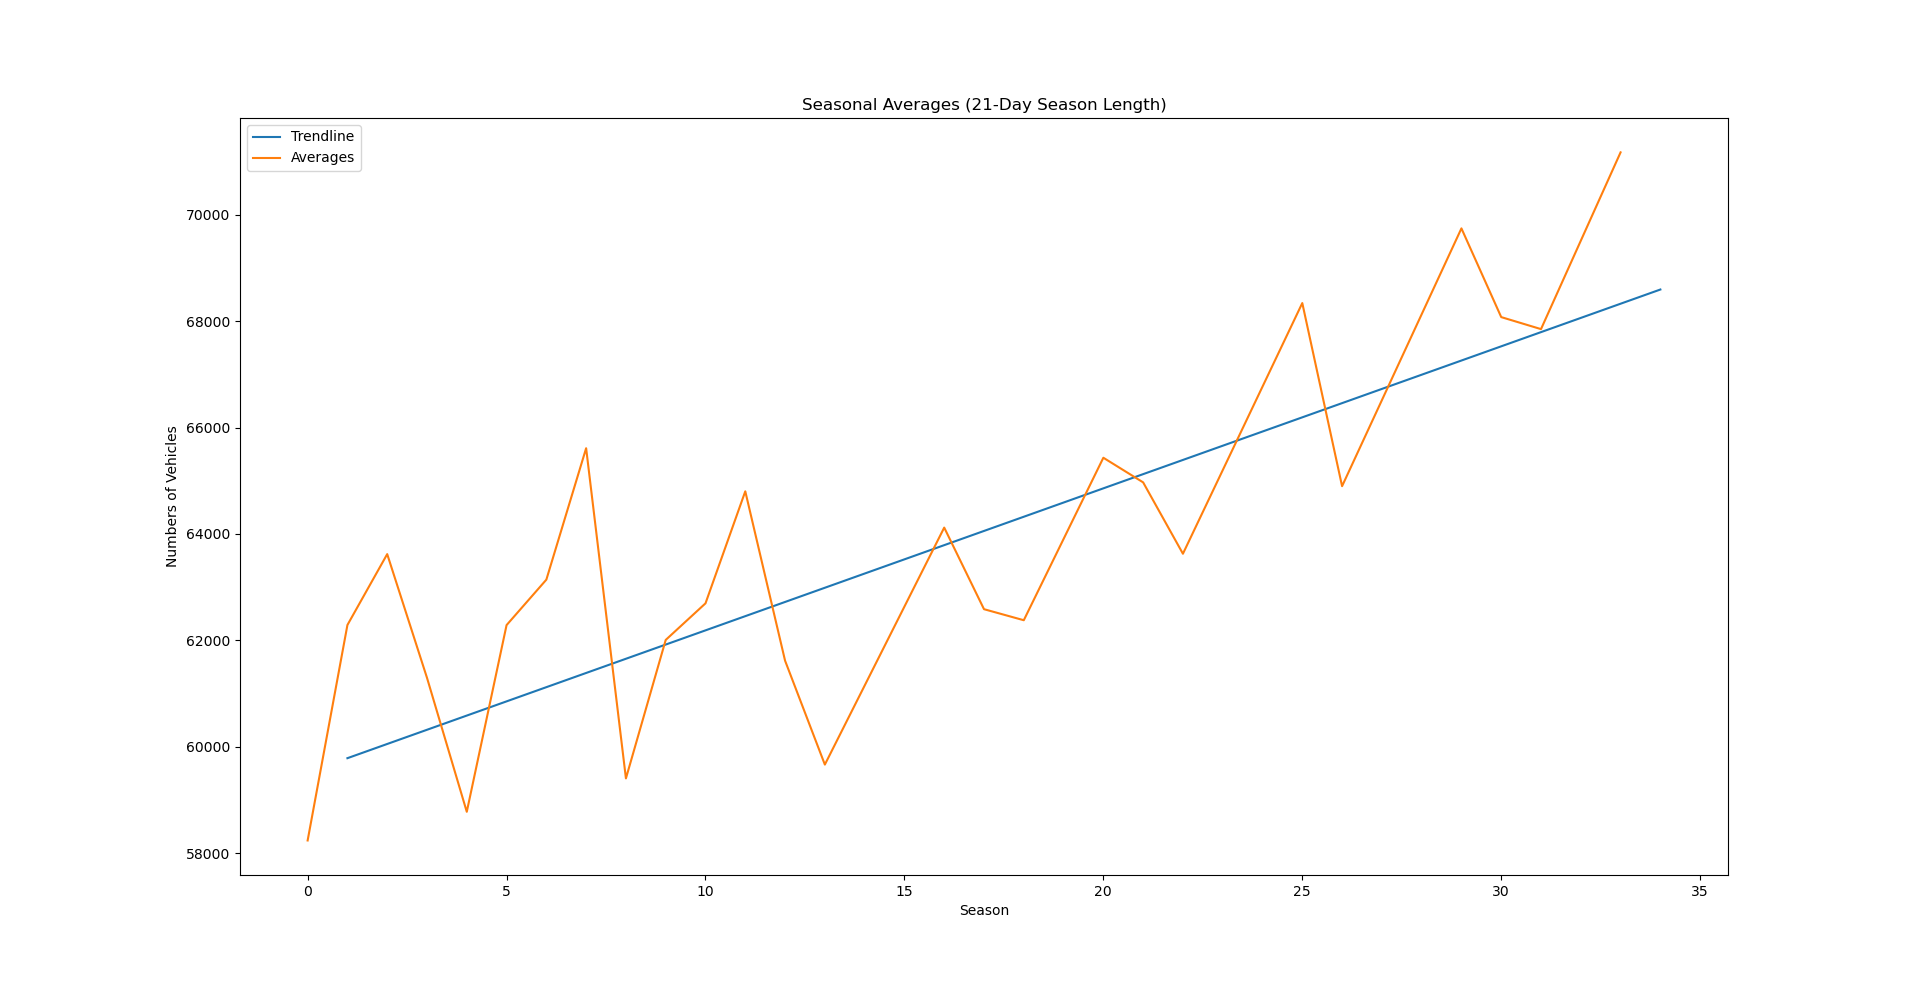 Seasonal Averages (21-Day Season Length)
Trendline
Averages
70000
68000
66000
64000
62000
60000
58000
Numbers of Vehicles
0 5 10 15 20 25 30 35
Season